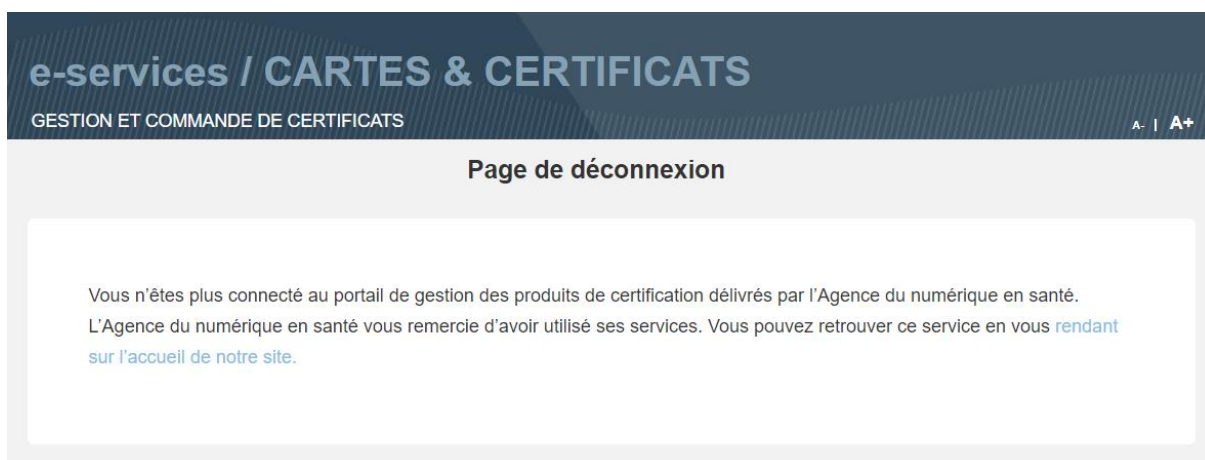 e-services / CARTES & CERTIFICATS
GESTION ET COMMANDE DE CERTIFICATS
A- | A+
Page de déconnexion
Vous n’êtes plus connecté au portail de gestion des produits de certification délivrés par l’Agence du numérique en santé.
L’Agence du numérique en santé vous remercie d’avoir utilisé ses services. Vous pouvez retrouver ce service en vous rendant
sur l’accueil de notre site.